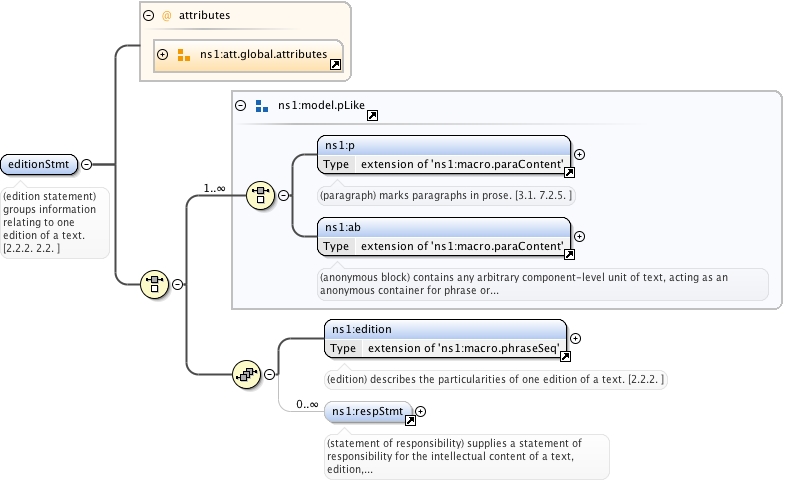 attributes
ns1:att.global.attributes
ns1:model.pLike
ns1:p
Type extension of 'ns1:macro.paraContent'
editionStmt
(edition statement)
groups information
relating to one
edition of a text.
[2.2.2. 2.2. ]
1..∞
(paragraph) marks paragraphs in prose. [3.1. 7.2.5. ]
ns1:ab
Type extension of 'ns1:macro.paraContent'
(anonymous block) contains any arbitrary component-level unit of text, acting as an
anonymous container for phrase or...
ns1:edition
Type extension of 'ns1:macro.phraseSeq'
(edition) describes the particularities of one edition of a text. [2.2.2. ]
0..∞
ns1:respStmt
(statement of responsibility) supplies a statement of
responsibility for the intellectual content of a text,
edition,...